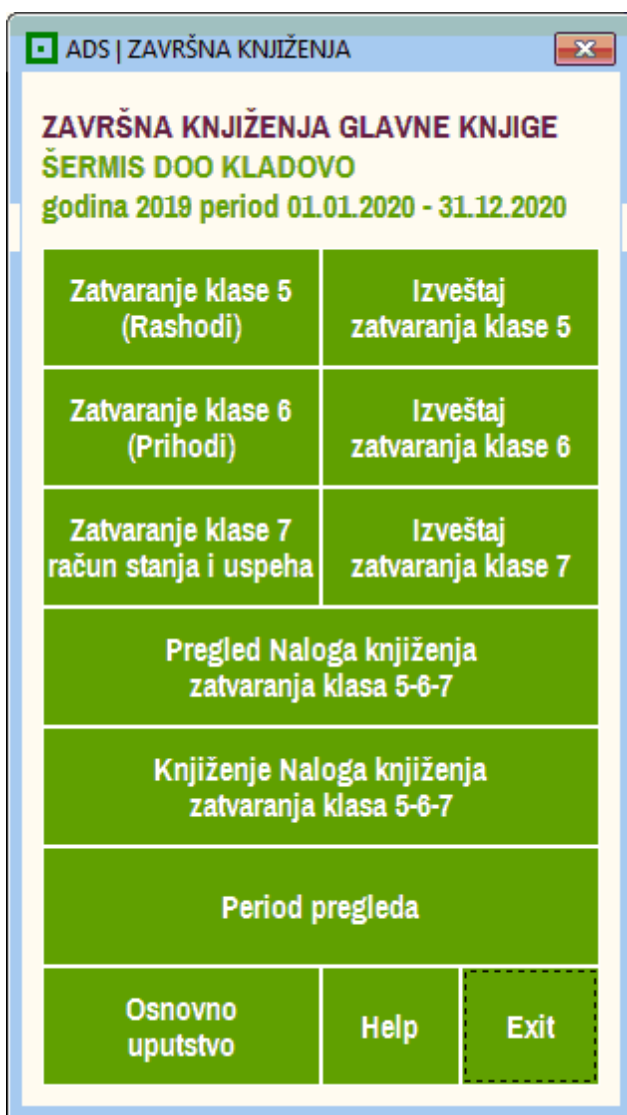 ADS | ZAVRŠNA KNJIŽENJA
ZAVRŠNA KNJIŽENJA GLAVNE KNJIGE
ŠERMIS DOO KLADOVO
godina 2019 period 01.01.2020 - 31.12.2020
Zatvaranje klase 5
(Rashodi)
Izveštaj
zatvaranja klase 5
Zatvaranje klase 6
(Prihodi)
Izveštaj
zatvaranja klase 6
Zatvaranje klase 7
račun stanja i uspeha
Izveštaj
zatvaranja klase 7
Pregled Naloga knjiženja
zatvaranja klasa 5-6-7
Knjiženje Naloga knjiženja
zatvaranja klasa 5-6-7
Period pregleda
Osnovno
uputstvo
Help
Exit